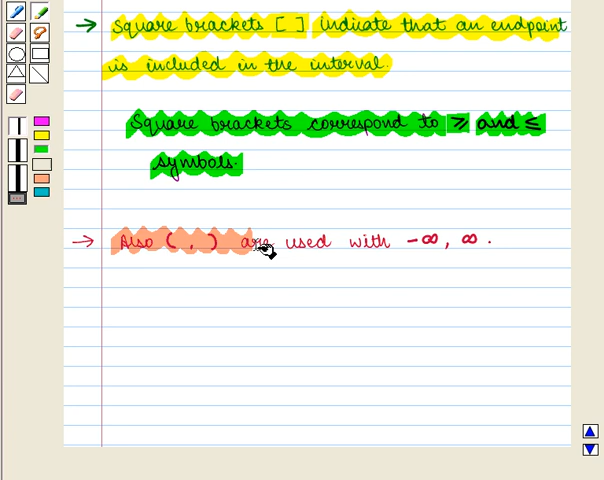 → Square brackets [ ] indicate that an endpoint
is included in the interval.
Square brackets correspond to ⩾ and ≤
symbols.
→ Also ( , ) are used with -∞, ∞.